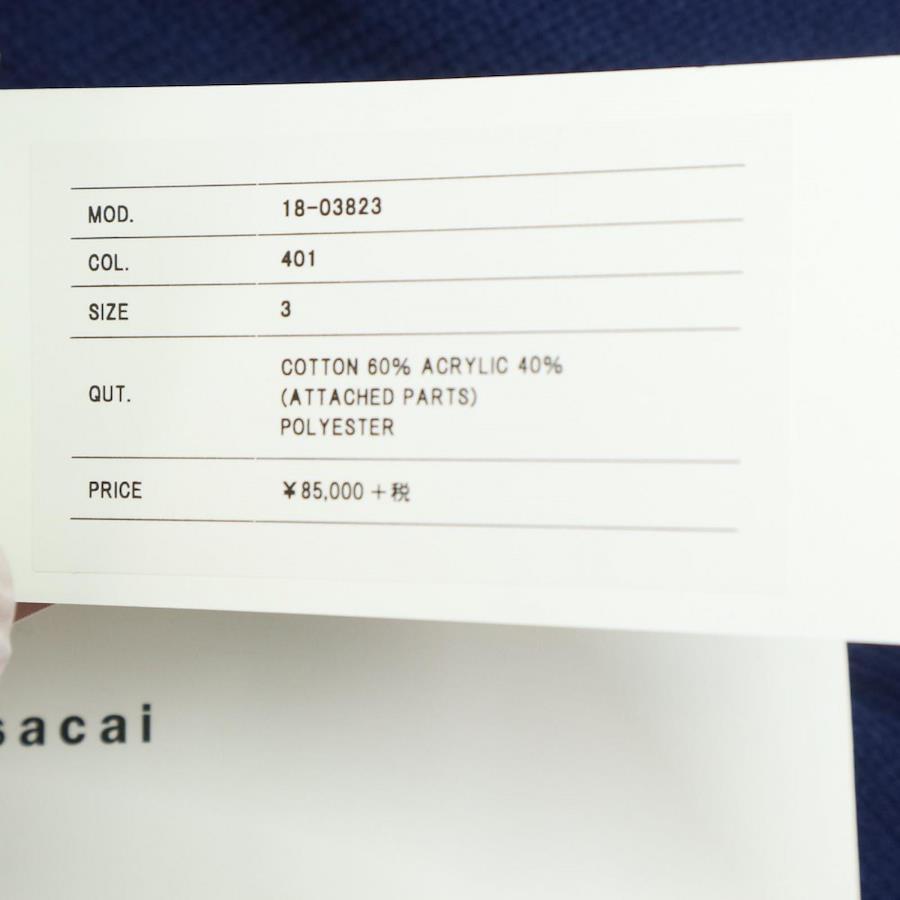 MOD. 18-03823
COL. 401
SIZE 3
QUT. COTTON 60% ACRYLIC 40%
(ATTACHED PARTS)
POLYESTER
PRICE ¥85,000+税
sacai